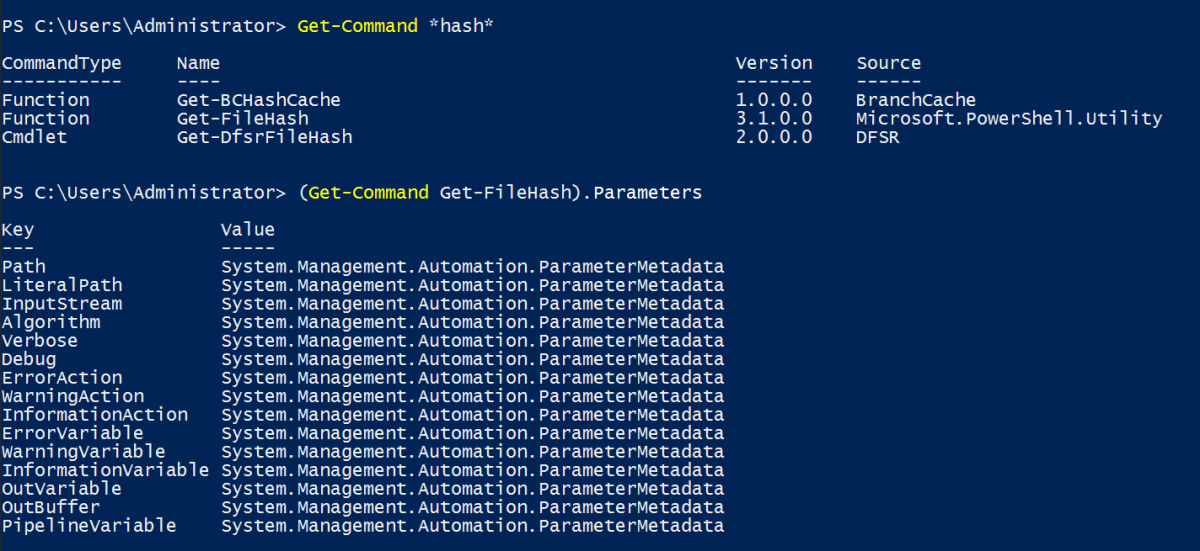 PS C:\Users\Administrator> Get-Command *hash*
CommandType     Name                                               Version    Source
-----------     ----                                               -------    ------
Function        Get-BCHashCache                                    1.0.0.0    BranchCache
Function        Get-FileHash                                       3.1.0.0    Microsoft.PowerShell.Utility
Cmdlet          Get-DfsrFileHash                                   2.0.0.0    DFSR
PS C:\Users\Administrator> (Get-Command Get-FileHash).Parameters
Key                 Value
---                 -----
Path                System.Management.Automation.ParameterMetadata
LiteralPath         System.Management.Automation.ParameterMetadata
InputStream         System.Management.Automation.ParameterMetadata
Algorithm           System.Management.Automation.ParameterMetadata
Verbose             System.Management.Automation.ParameterMetadata
Debug               System.Management.Automation.ParameterMetadata
ErrorAction         System.Management.Automation.ParameterMetadata
WarningAction       System.Management.Automation.ParameterMetadata
InformationAction   System.Management.Automation.ParameterMetadata
ErrorVariable       System.Management.Automation.ParameterMetadata
WarningVariable     System.Management.Automation.ParameterMetadata
InformationVariable System.Management.Automation.ParameterMetadata
OutVariable         System.Management.Automation.ParameterMetadata
OutBuffer           System.Management.Automation.ParameterMetadata
PipelineVariable    System.Management.Automation.ParameterMetadata